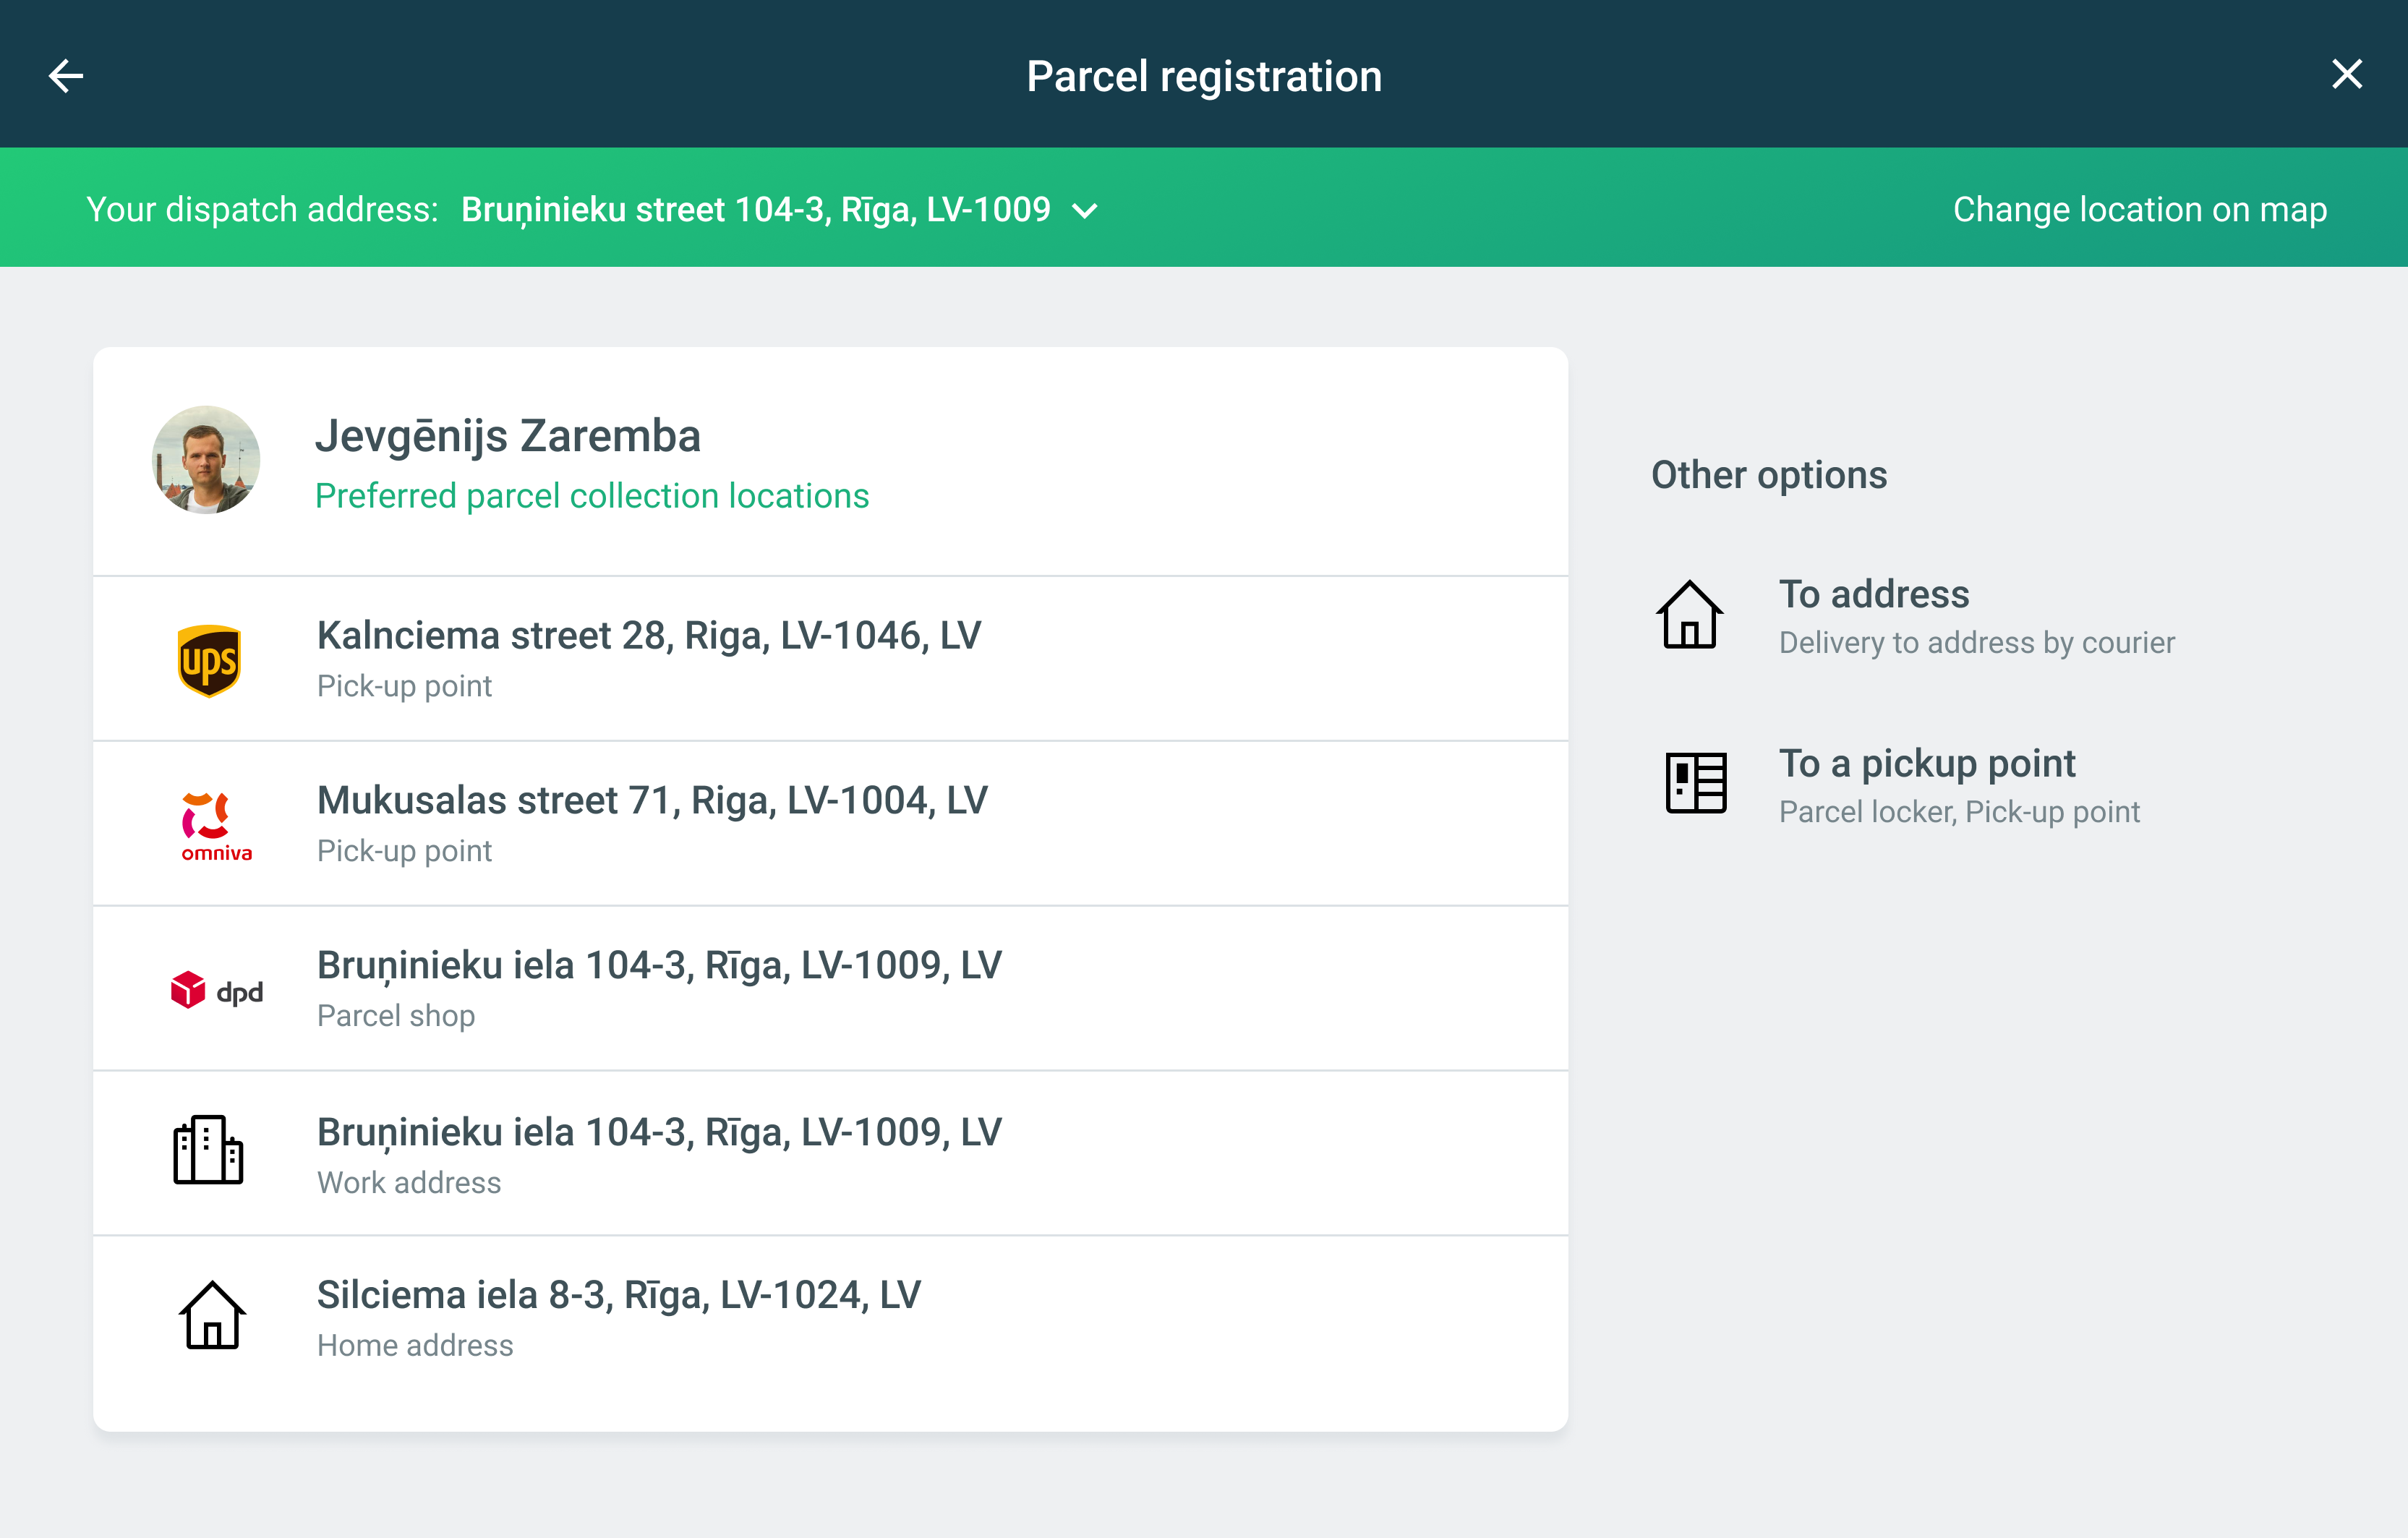 Parcel registration
Your dispatch address: Bruņinieku street 104-3, Rīga, LV-1009
Change location on map
Jevgēnijs Zaremba
Preferred parcel collection locations
ups
Kalnciema street 28, Riga, LV-1046, LV
Pick-up point
omniva
Mukusalas street 71, Riga, LV-1004, LV
Pick-up point
dpd
Bruņinieku iela 104-3, Rīga, LV-1009, LV
Parcel shop
Bruņinieku iela 104-3, Rīga, LV-1009, LV
Work address
Silciema iela 8-3, Rīga, LV-1024, LV
Home address
Other options
To address
Delivery to address by courier
To a pickup point
Parcel locker, Pick-up point